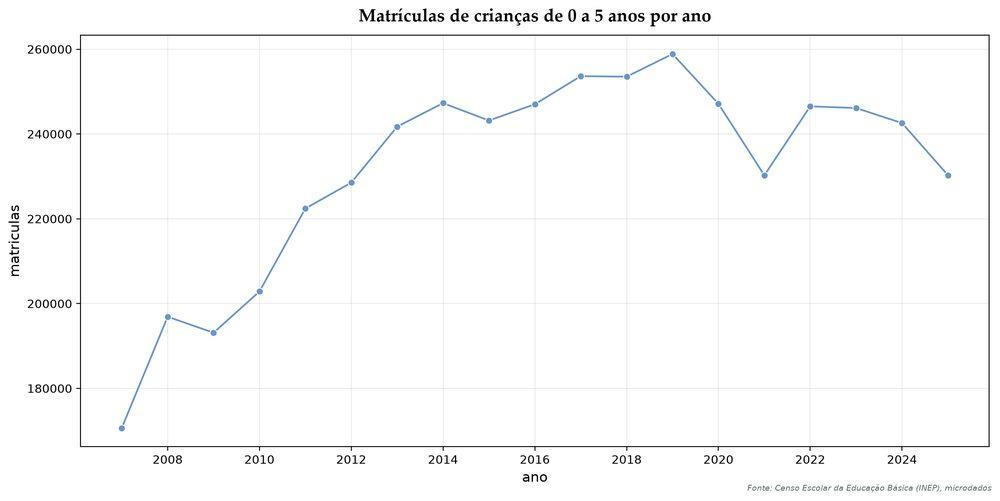 Matrículas de crianças de 0 a 5 anos por ano
260000
240000
220000
200000
180000
matriculas
2008 2010 2012 2014 2016 2018 2020 2022 2024
ano
Fonte: Censo Escolar da Educação Básica (INEP), microdados